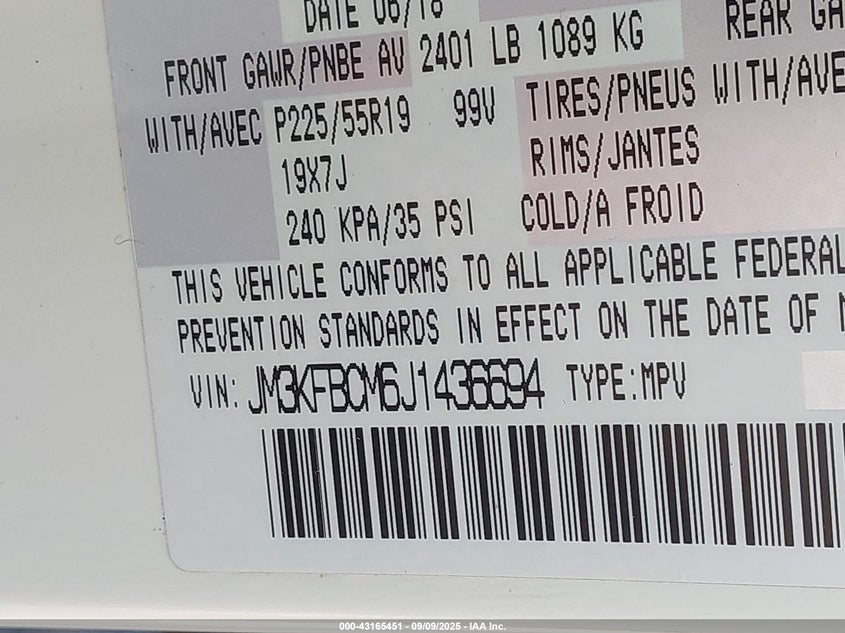 DATE 06/18
FRONT GAWR/PNBE AV 2401 LB 1089 KG REAR GA
WITH/AVEC P225/55R19 99V TIRES/PNEUS WITH/AVE
19X7J RIMS/JANTES
240 KPA/35 PSI COLD/A FROID
THIS VEHICLE CONFORMS TO ALL APPLICABLE FEDERAL
PREVENTION STANDARDS IN EFFECT ON THE DATE OF
VIN: JM3KFBCM6J1436694 TYPE:MPV
000-43165451 - 09/09/2025 - IAA Inc.